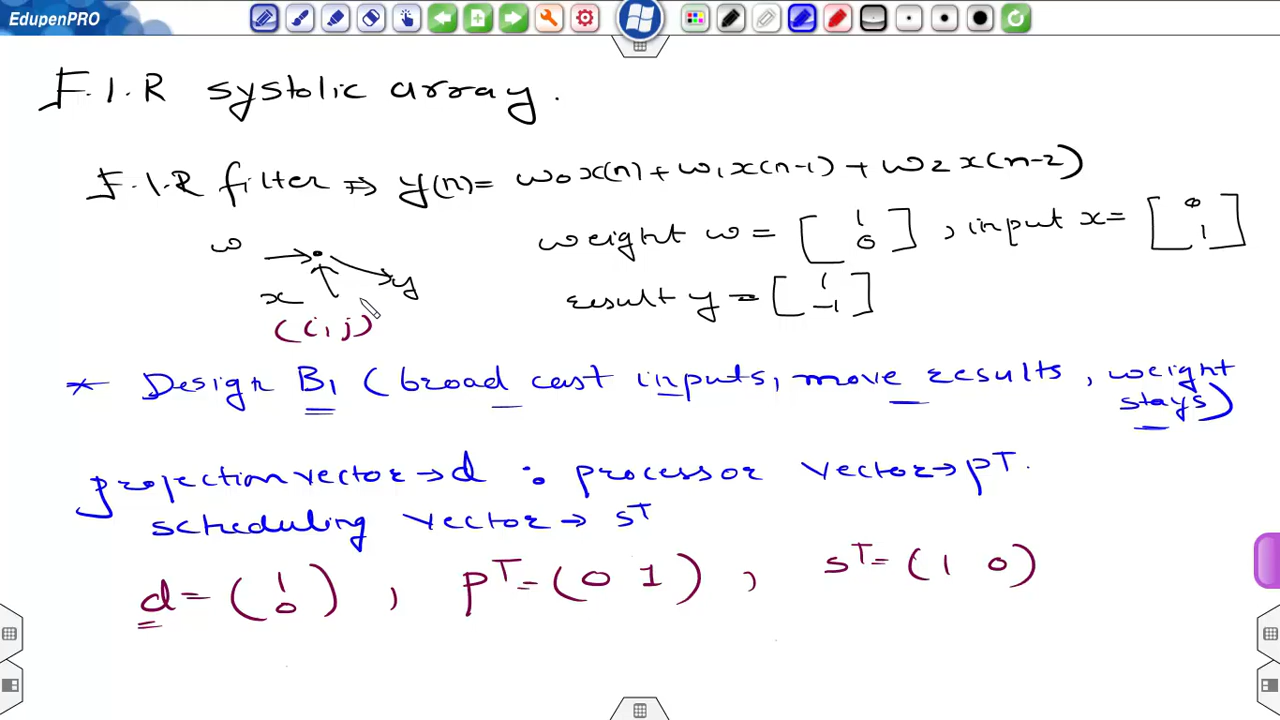 EdupenPRO
F.I.R systolic array.
F.I.R filter ⇒ y(n)= w0x(n)+w1x(n-1)+w2x(n-2)
w
weight w = [1 0], input x= [0 1]
y
x
result y = [1 -1]
(i,j)
* Design B1 (broad cast inputs, move results, weight
stays)
projection vector→d : processor vector→pT.
scheduling vector→ sT
d= (1 0), pT=(0 1), sT=(1 0)